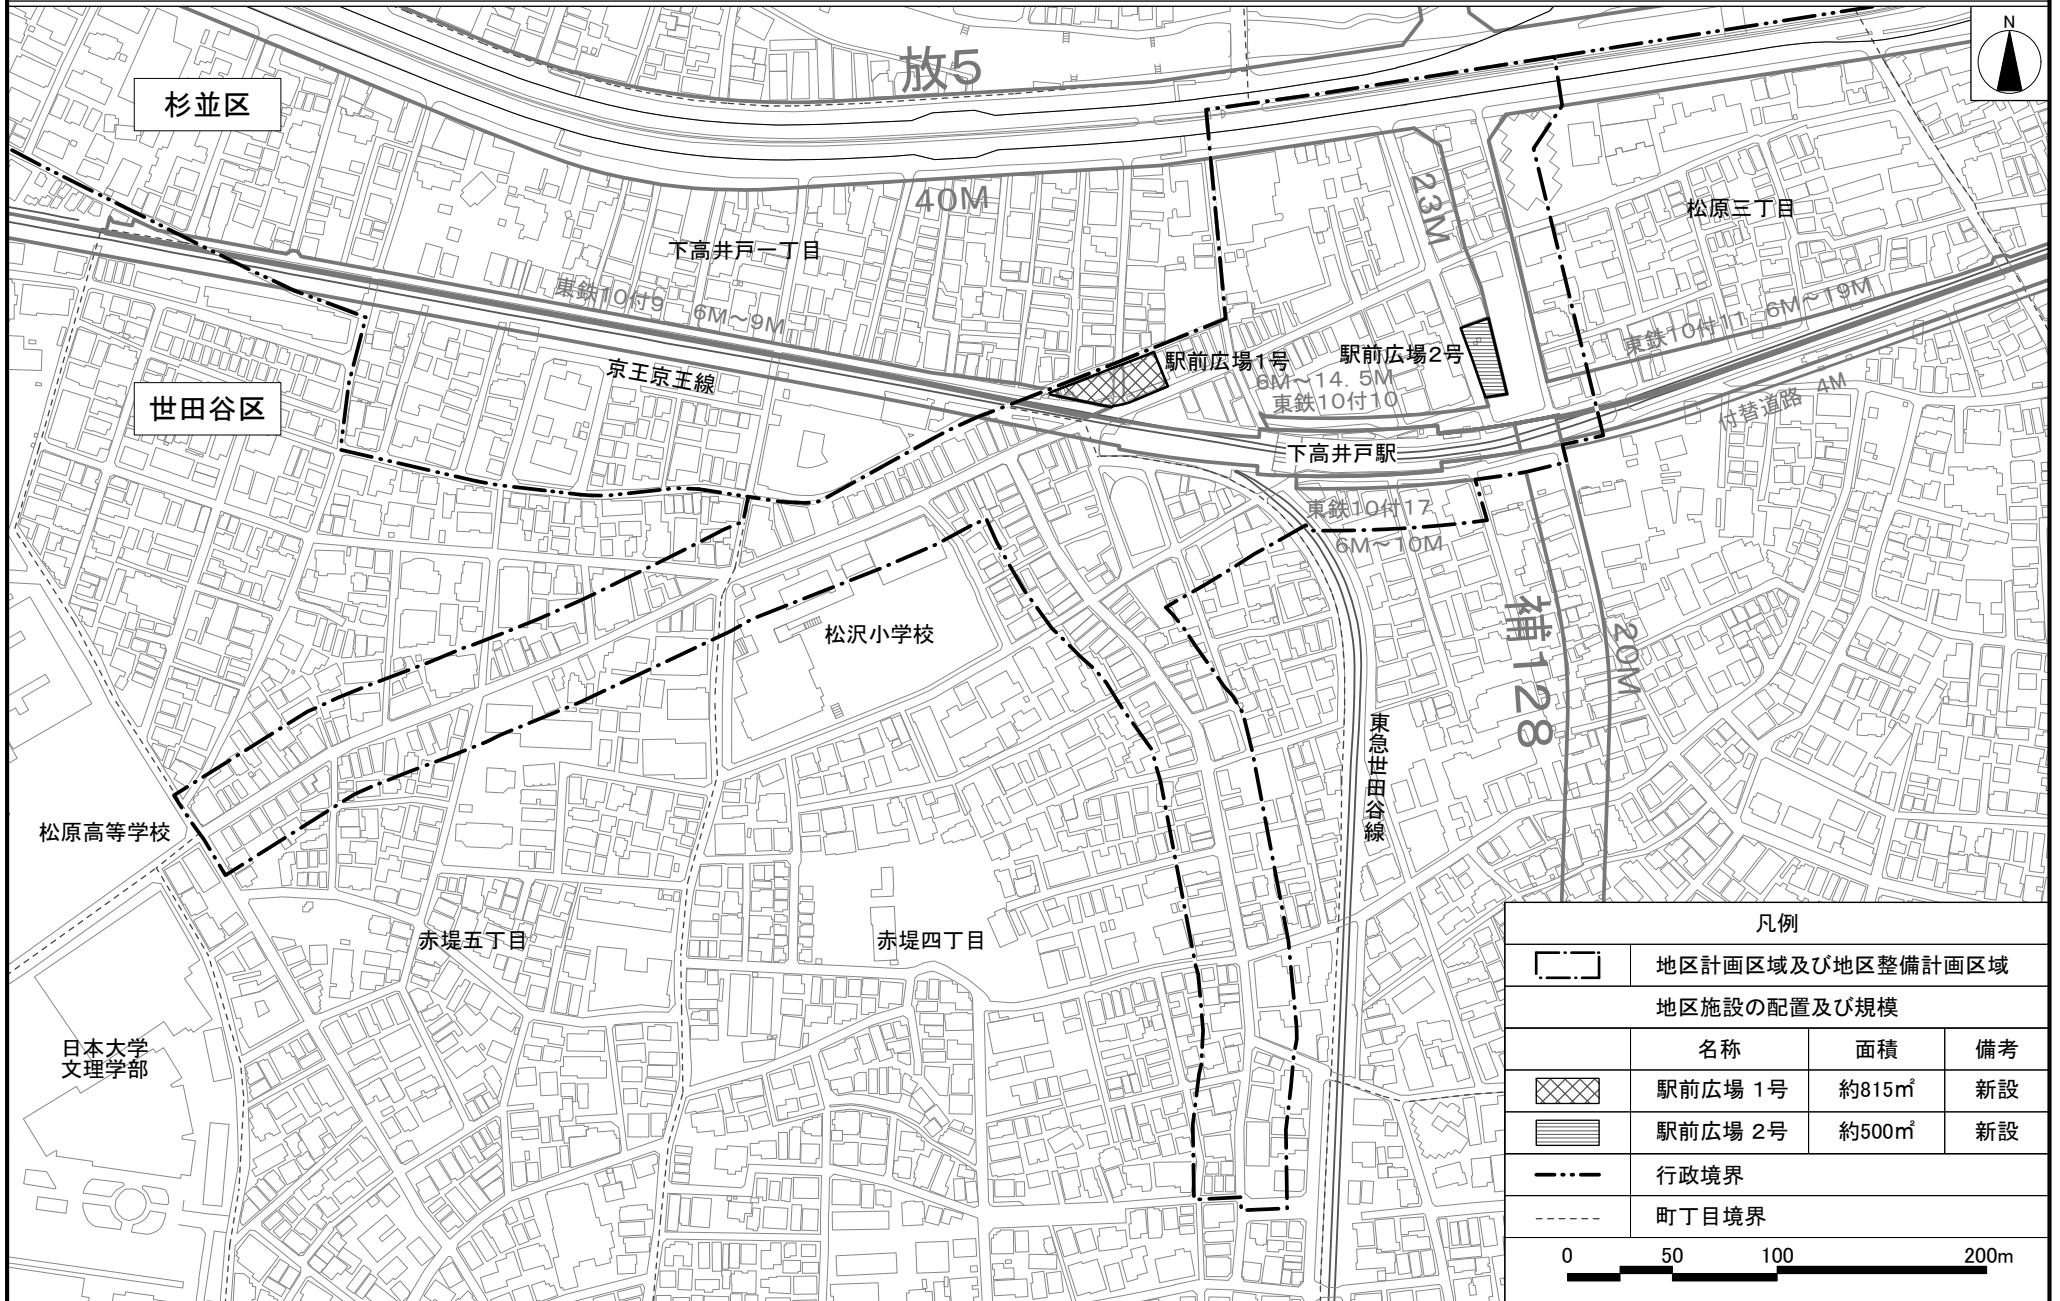 N
放5
杉並区
40M
23M
松原三丁目
下高井戸一丁目
東鉄10付9 6M～9M
東鉄10付11 6M～19M
京王京王線
駅前広場1号
駅前広場2号
6M～14.5M
東鉄10付10
付替道路 4M
世田谷区
下高井戸駅
東鉄10付17
6M～10M
松沢小学校
補128
20M
東急世田谷線
松原高等学校
赤堤五丁目
赤堤四丁目
日本大学
文理学部
凡例
地区計画区域及び地区整備計画区域
地区施設の配置及び規模
名称 面積 備考
駅前広場 1号 約815㎡ 新設
駅前広場 2号 約500㎡ 新設
行政境界
町丁目境界
0 50 100 200m